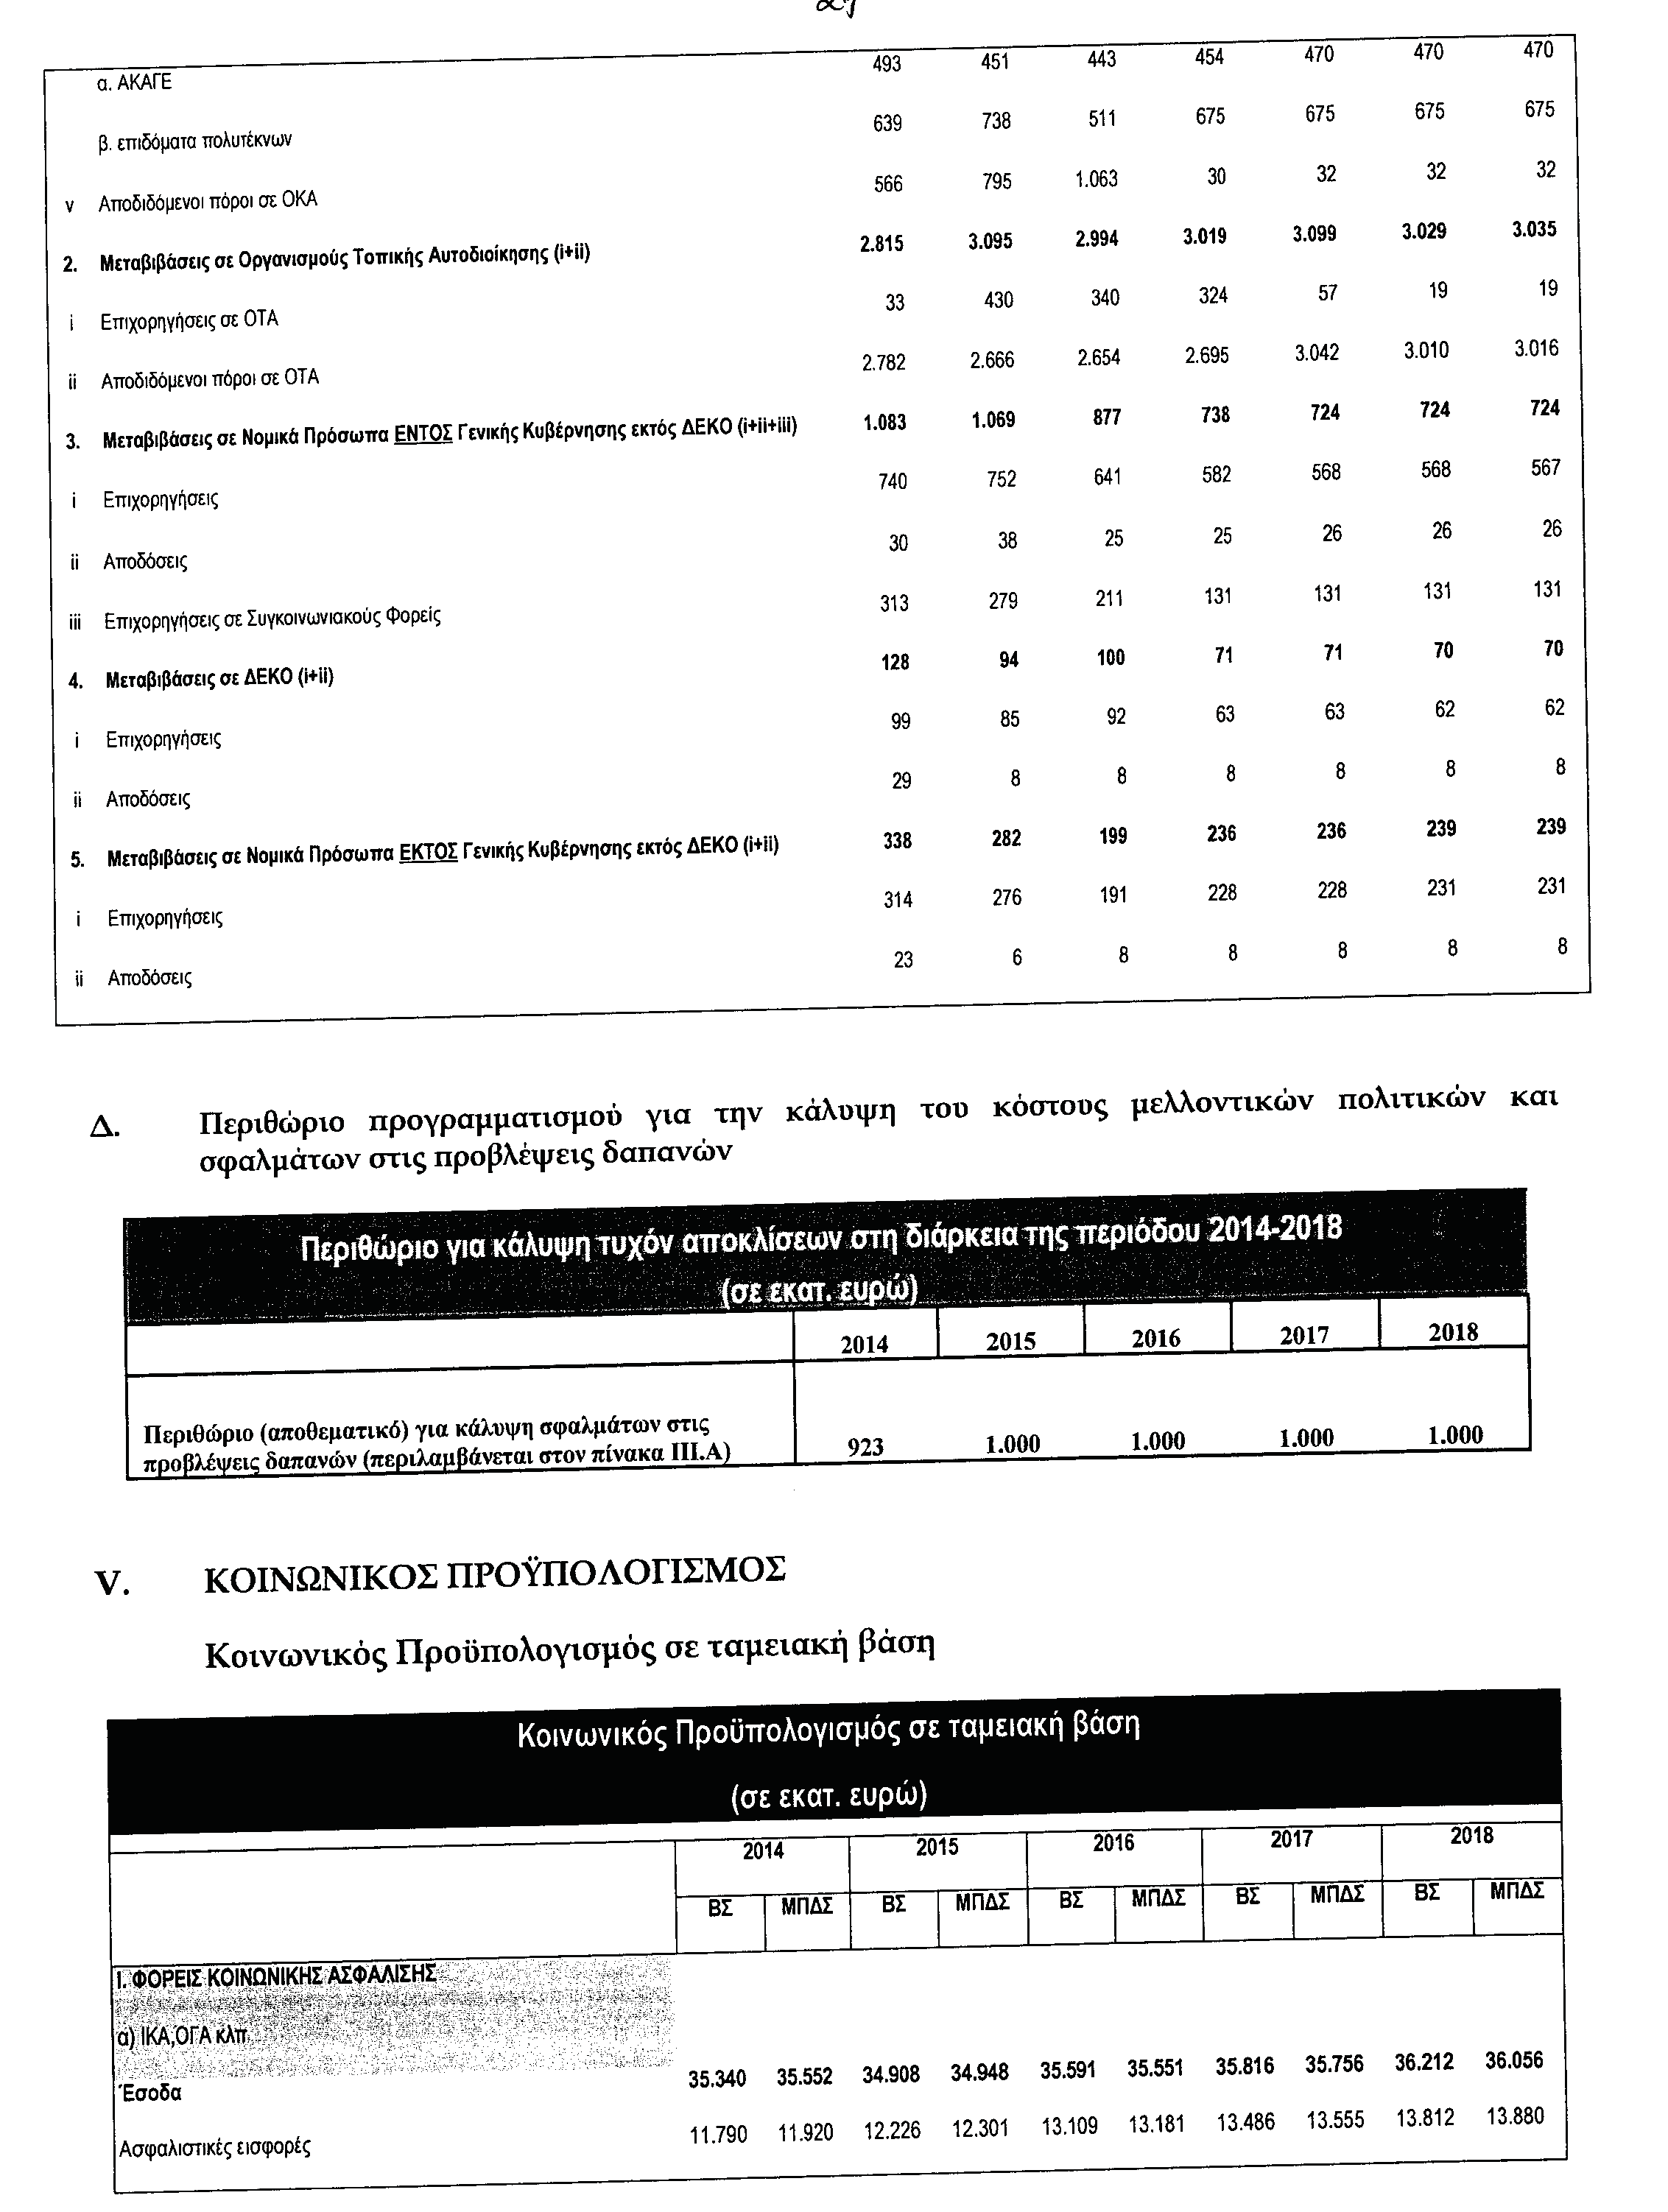 α. ΑΚΑΓΕ 493 451 443 454 470 470 470
β. επιδόματα πολυτέκνων 639 738 511 675 675 675 675
v Αποδιδόμενοι πόροι σε ΟΚΑ 566 795 1.063 30 32 32 32
2. Μεταβιβάσεις σε Οργανισμούς Τοπικής Αυτοδιοίκησης (i+ii) 2.815 3.095 2.994 3.019 3.099 3.029 3.035
i Επιχορηγήσεις σε ΟΤΑ 33 430 340 324 57 19 19
ii Αποδιδόμενοι πόροι σε ΟΤΑ 2.782 2.666 2.654 2.695 3.042 3.010 3.016
3. Μεταβιβάσεις σε Νομικά Πρόσωπα ΕΝΤΟΣ Γενικής Κυβέρνησης εκτός ΔΕΚΟ (i+ii+iii) 1.083 1.069 877 738 724 724 724
i Επιχορηγήσεις 740 752 641 582 568 568 567
ii Αποδόσεις 30 38 25 25 26 26 26
iii Επιχορηγήσεις σε Συγκοινωνιακούς Φορείς 313 279 211 131 131 131 131
4. Μεταβιβάσεις σε ΔΕΚΟ (i+ii) 128 94 100 71 71 70 70
i Επιχορηγήσεις 99 85 92 63 63 62 62
ii Αποδόσεις 29 8 8 8 8 8 8
5. Μεταβιβάσεις σε Νομικά Πρόσωπα ΕΚΤΟΣ Γενικής Κυβέρνησης εκτός ΔΕΚΟ (i+ii) 338 282 199 236 236 239 239
i Επιχορηγήσεις 314 276 191 228 228 231 231
ii Αποδόσεις 23 6 8 8 8 8 8
Δ. Περιθώριο προγραμματισμού για την κάλυψη του κόστους μελλοντικών πολιτικών και
σφαλμάτων στις προβλέψεις δαπανών
Περιθώριο για κάλυψη τυχόν αποκλίσεων στη διάρκεια της περιόδου 2014-2018
(σε εκατ. ευρώ)
2014 2015 2016 2017 2018
Περιθώριο (αποθεματικό) για κάλυψη σφαλμάτων στις
προβλέψεις δαπανών (περιλαμβάνεται στον πίνακα ΙΙΙ.Α) 923 1.000 1.000 1.000 1.000
V. ΚΟΙΝΩΝΙΚΟΣ ΠΡΟΫΠΟΛΟΓΙΣΜΟΣ
Κοινωνικός Προϋπολογισμός σε ταμειακή βάση
Κοινωνικός Προϋπολογισμός σε ταμειακή βάση
(σε εκατ. ευρώ)
2014 2015 2016 2017 2018
ΒΣ ΜΠΔΣ ΒΣ ΜΠΔΣ ΒΣ ΜΠΔΣ ΒΣ ΜΠΔΣ ΒΣ ΜΠΔΣ
Ι. ΦΟΡΕΙΣ ΚΟΙΝΩΝΙΚΗΣ ΑΣΦΑΛΙΣΗΣ
α) ΙΚΑ,ΟΓΑ κλπ
Έσοδα 35.340 35.552 34.908 34.948 35.591 35.551 35.816 35.756 36.212 36.056
Ασφαλιστικές εισφορές 11.790 11.920 12.226 12.301 13.109 13.181 13.486 13.555 13.812 13.880